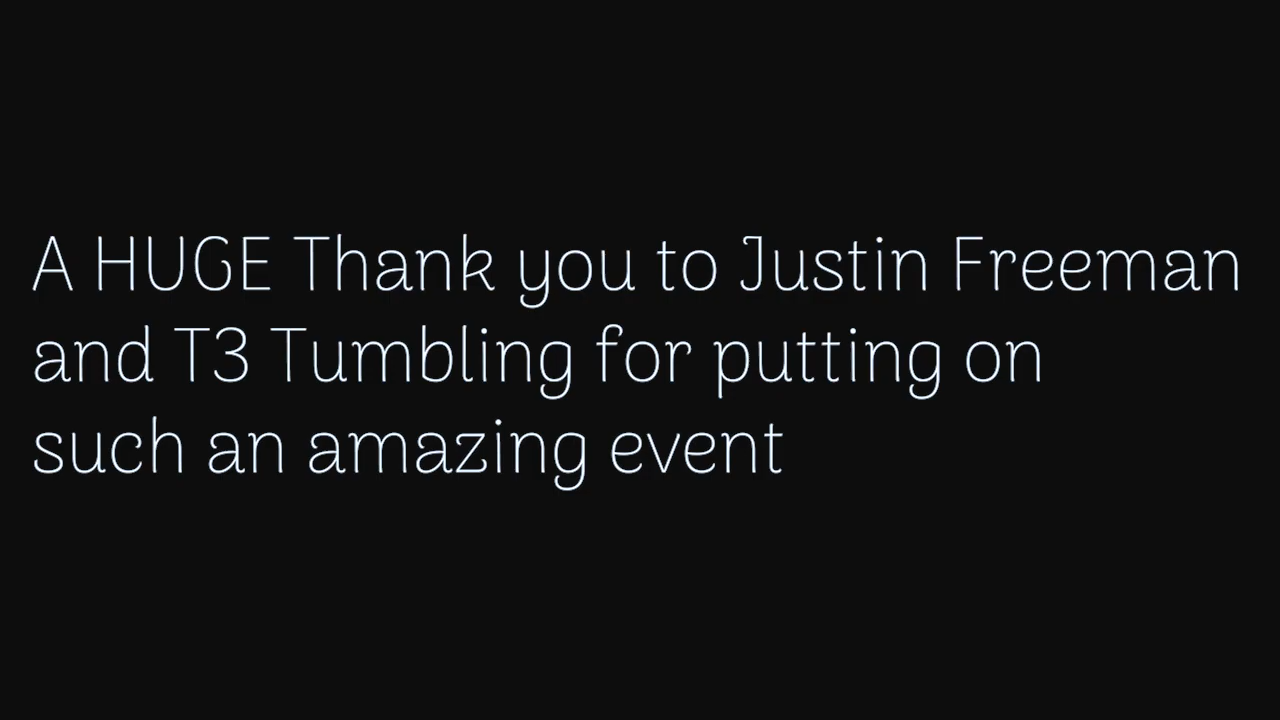 A HUGE Thank you to Justin Freeman
and T3 Tumbling for putting on
such an amazing event